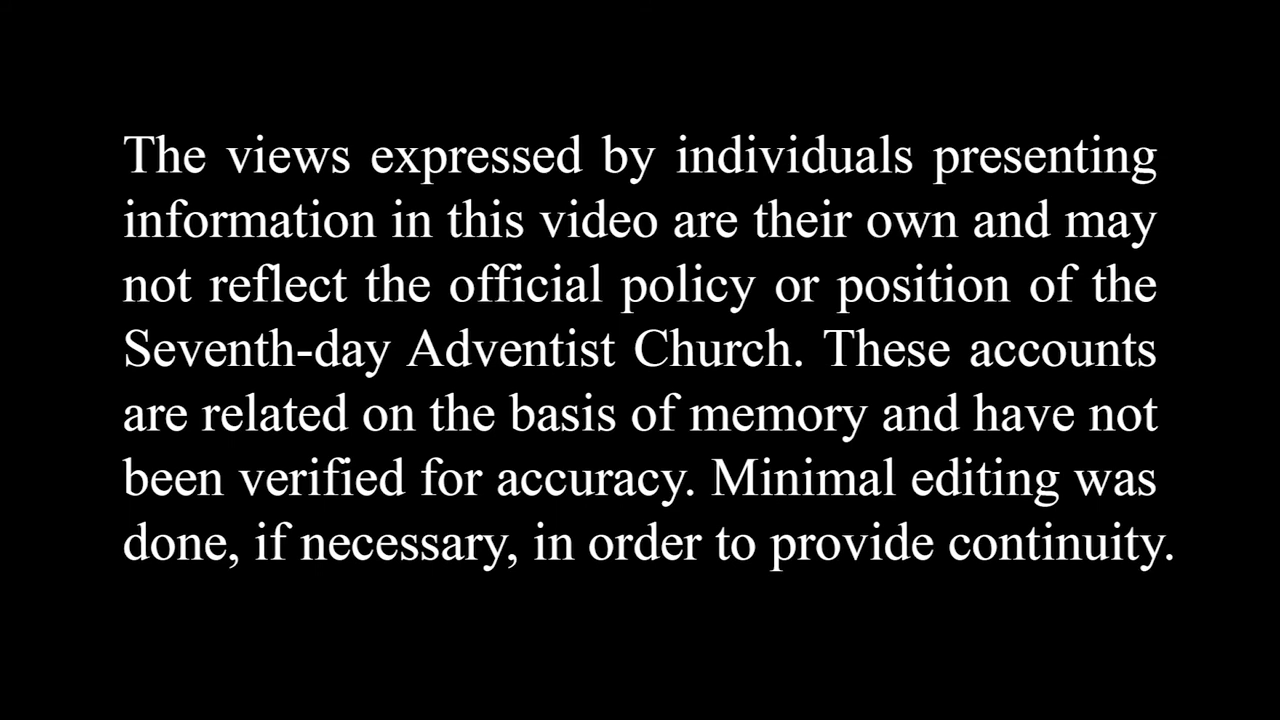 The views expressed by individuals presenting
information in this video are their own and may
not reflect the official policy or position of the
Seventh-day Adventist Church. These accounts
are related on the basis of memory and have not
been verified for accuracy. Minimal editing was
done, if necessary, in order to provide continuity.